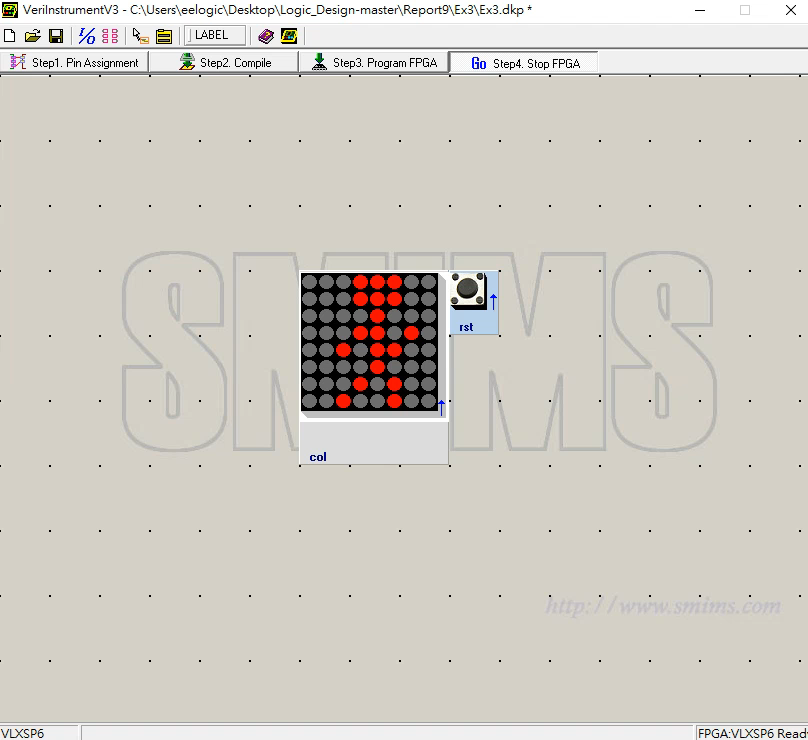 VeriInstrumentV3 - C:\Users\eelogic\Desktop\Logic_Design-master\Report9\Ex3\Ex3.dkp *
I/O LABEL
Step1. Pin Assignment Step2. Compile Step3. Program FPGA Go Step4. Stop FPGA
SMIMS
rst
col
http://www.smims.com
VLXSP6 FPGA:VLXSP6 Read